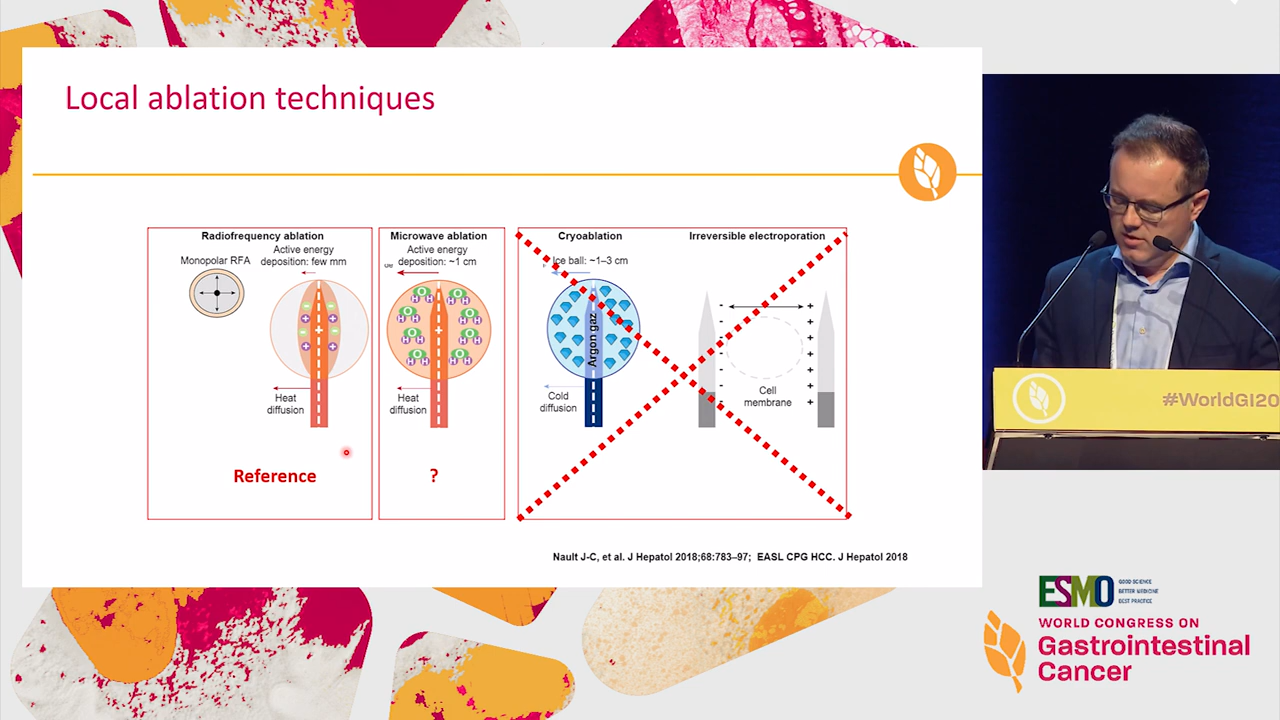 Local ablation techniques
Radiofrequency ablation
Monopolar RFA
Active energy
deposition: few mm
Heat
diffusion
Reference
Microwave ablation
Active energy
deposition: ~1 cm
O
H H
O
H H
O
H H
O
H H
O
H H
O
H H
O
H H
O
H H
Heat
diffusion
?
Cryoablation
Ice ball: ~1–3 cm
Argon gaz
Cold
diffusion
Irreversible electroporation
Cell
membrane
Nault J-C, et al. J Hepatol 2018;68:783–97; EASL CPG HCC. J Hepatol 2018
#WorldGI20
ESMO
GOOD SCIENCE
BETTER MEDICINE
BEST PRACTICE
WORLD CONGRESS ON
Gastrointestinal
Cancer